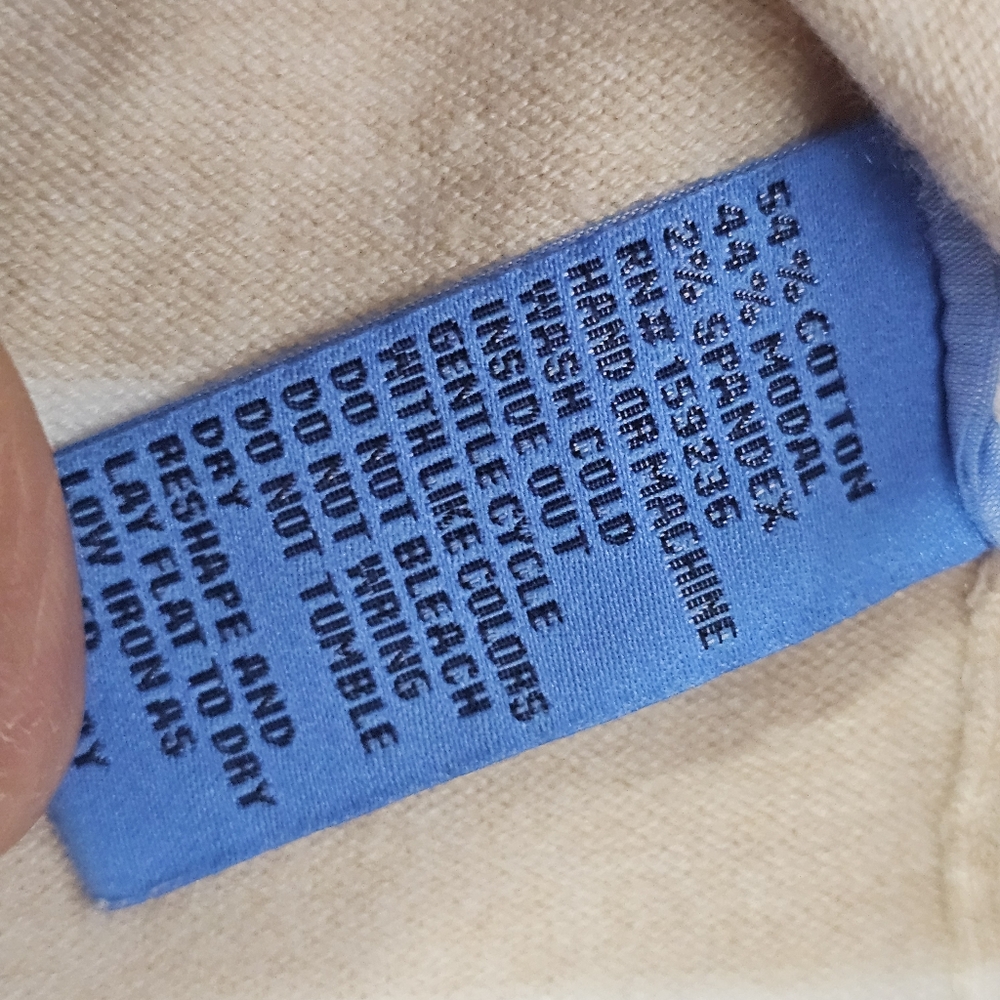 54% COTTON
44% MODAL
2% SPANDEX
RN# 159236
HAND OR MACHINE
WASH COLD
INSIDE OUT
GENTLE CYCLE
WITH LIKE COLORS
DO NOT BLEACH
DO NOT WRING
DO NOT TUMBLE
DRY
RESHAPE AND
LAY FLAT TO DRY
LOW IRON AS